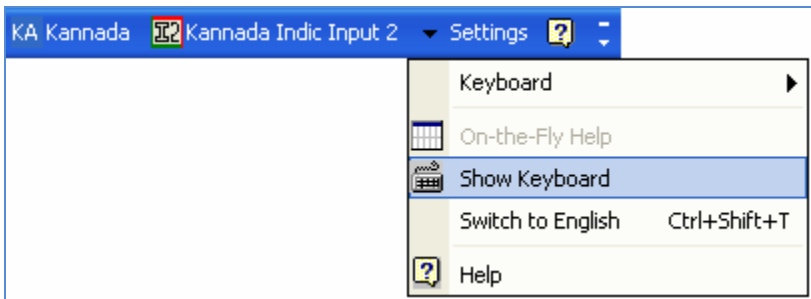 KA Kannada I2 Kannada Indic Input 2 Settings ?
Keyboard
On-the-Fly Help
Show Keyboard
Switch to English Ctrl+Shift+T
? Help